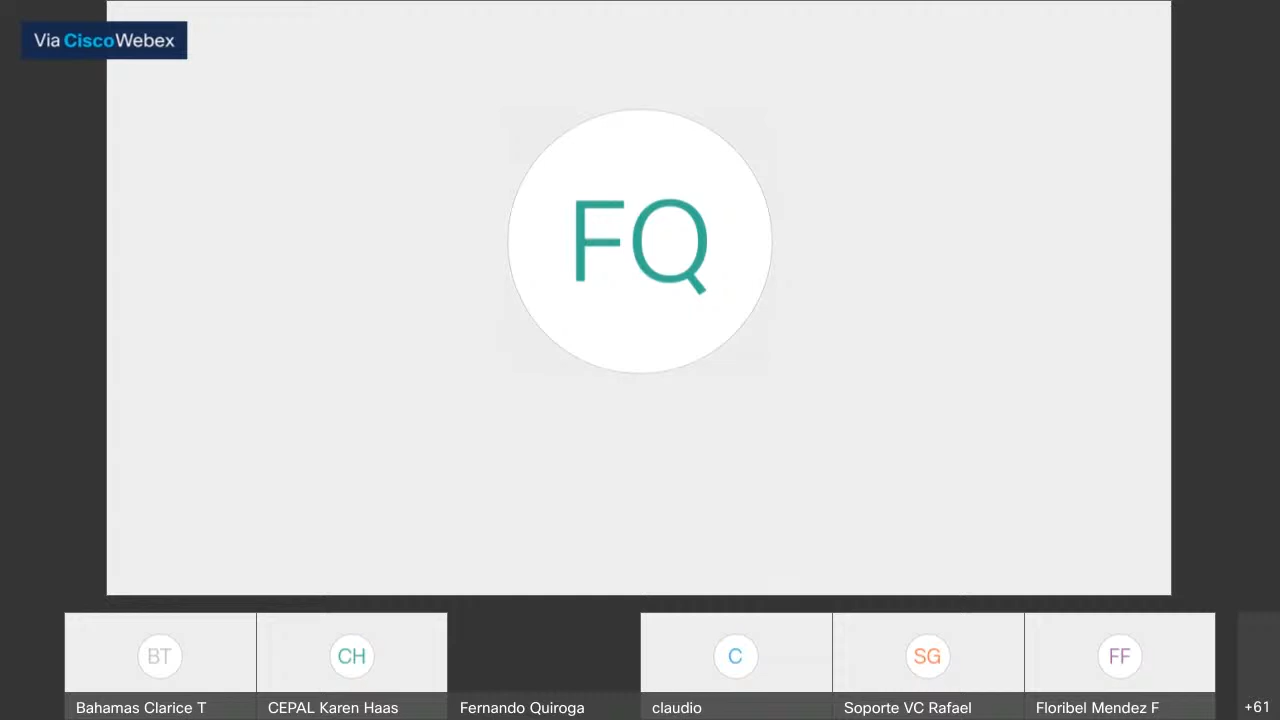 Via CiscoWebex
FQ
BT
CH
C
SG
FF
Bahamas Clarice T
CEPAL Karen Haas
Fernando Quiroga
claudio
Soporte VC Rafael
Floribel Mendez F
+61